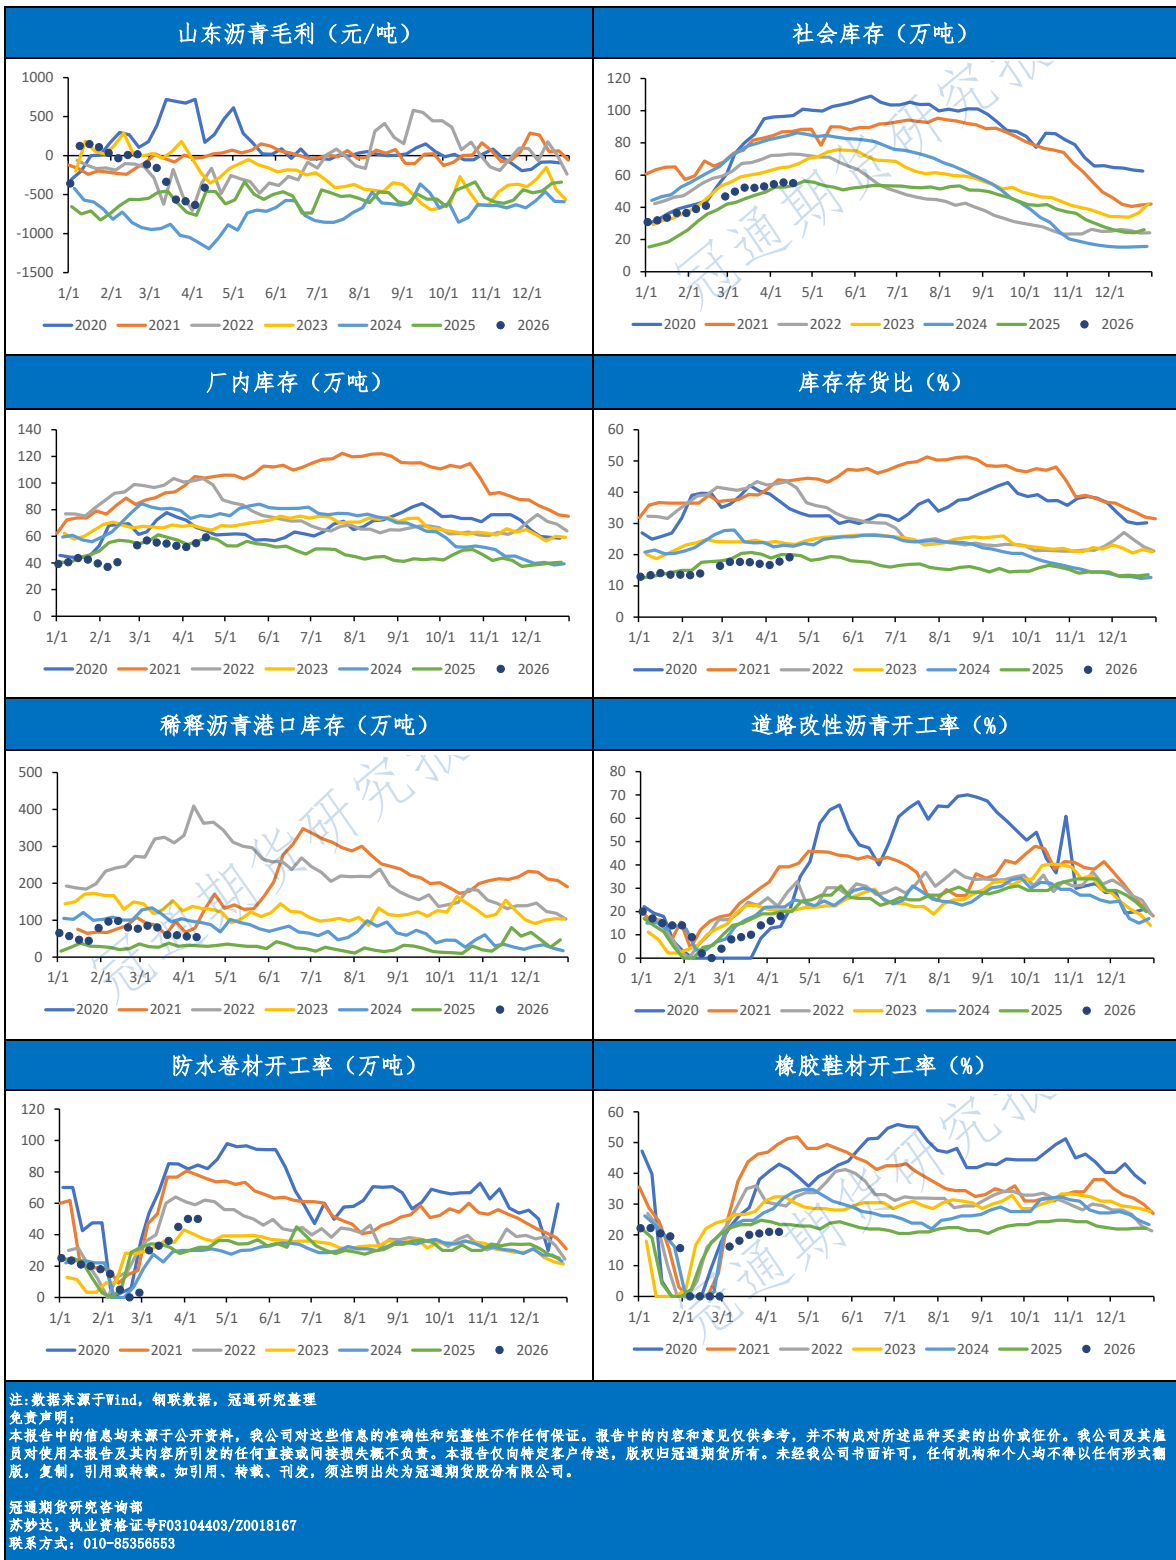 山东沥青毛利（元/吨）
1000
500
0
-500
-1000
-1500
1/1 2/1 3/1 4/1 5/1 6/1 7/1 8/1 9/1 10/1 11/1 12/1
2020 2021 2022 2023 2024 2025 2026
社会库存（万吨）
冠通期货研究报
120
100
80
60
40
20
0
1/1 2/1 3/1 4/1 5/1 6/1 7/1 8/1 9/1 10/1 11/1 12/1
2020 2021 2022 2023 2024 2025 2026
厂内库存（万吨）
140
120
100
80
60
40
20
0
1/1 2/1 3/1 4/1 5/1 6/1 7/1 8/1 9/1 10/1 11/1 12/1
2020 2021 2022 2023 2024 2025 2026
库存存货比（%）
60
50
40
30
20
10
0
1/1 2/1 3/1 4/1 5/1 6/1 7/1 8/1 9/1 10/1 11/1 12/1
2020 2021 2022 2023 2024 2025 2026
稀释沥青港口库存（万吨）
冠通期货研究报
500
400
300
200
100
0
1/1 2/1 3/1 4/1 5/1 6/1 7/1 8/1 9/1 10/1 11/1 12/1
2020 2021 2022 2023 2024 2025 2026
道路改性沥青开工率（%）
80
70
60
50
40
30
20
10
0
1/1 2/1 3/1 4/1 5/1 6/1 7/1 8/1 9/1 10/1 11/1 12/1
2020 2021 2022 2023 2024 2025 2026
防水卷材开工率（万吨）
120
100
80
60
40
20
0
1/1 2/1 3/1 4/1 5/1 6/1 7/1 8/1 9/1 10/1 11/1 12/1
2020 2021 2022 2023 2024 2025 2026
橡胶鞋材开工率（%）
冠通期货研究报
60
50
40
30
20
10
0
1/1 2/1 3/1 4/1 5/1 6/1 7/1 8/1 9/1 10/1 11/1 12/1
2020 2021 2022 2023 2024 2025 2026
注:数据来源于Wind，钢联数据，冠通研究整理
免责声明：
本报告中的信息均来源于公开资料，我公司对这些信息的准确性和完整性不作任何保证。报告中的内容和意见仅供参考，并不构成对所述品种买卖的出价或征价。我公司及其雇
员对使用本报告及其内容所引发的任何直接或间接损失概不负责。本报告仅向特定客户传送，版权归冠通期货所有。未经我公司书面许可，任何机构和个人均不得以任何形式翻
版，复制，引用或转载。如引用、转载、刊发，须注明出处为冠通期货股份有限公司。
冠通期货研究咨询部
苏妙达，执业资格证号F03104403/Z0018167
联系方式：010-85356553